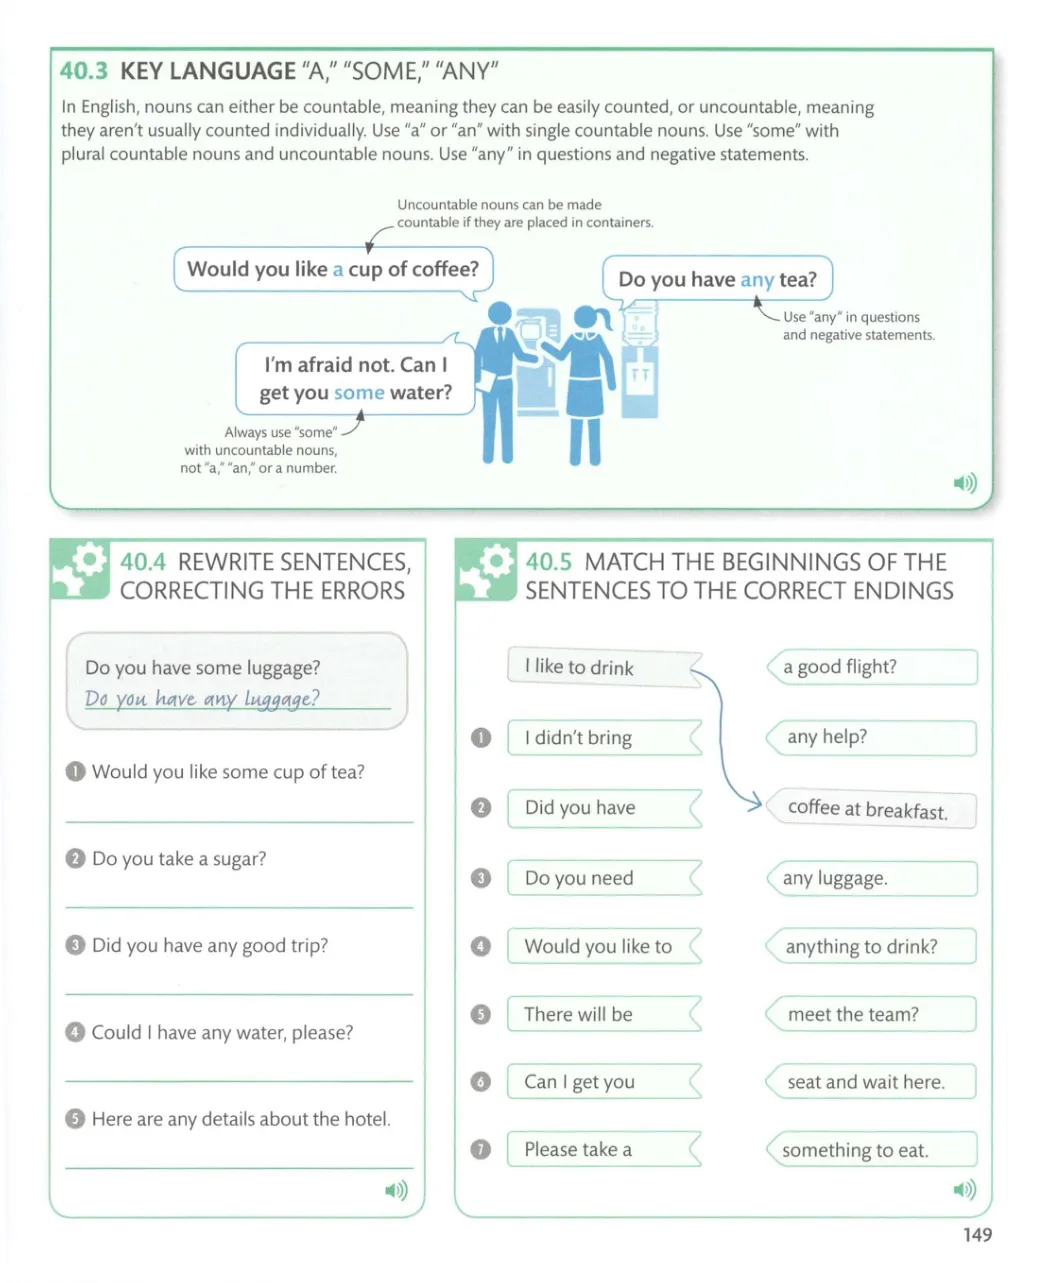 40.3 KEY LANGUAGE "A," "SOME," "ANY"
In English, nouns can either be countable, meaning they can be easily counted, or uncountable, meaning
they aren't usually counted individually. Use "a" or "an" with single countable nouns. Use "some" with
plural countable nouns and uncountable nouns. Use "any" in questions and negative statements.
Uncountable nouns can be made
countable if they are placed in containers.
Would you like a cup of coffee?
Do you have any tea?
Use "any" in questions
and negative statements.
I'm afraid not. Can I
get you some water?
Always use "some"
with uncountable nouns,
not "a," "an," or a number.
40.4 REWRITE SENTENCES,
CORRECTING THE ERRORS
Do you have some luggage?
Do you have any luggage?
1 Would you like some cup of tea?
2 Do you take a sugar?
3 Did you have any good trip?
4 Could I have any water, please?
5 Here are any details about the hotel.
40.5 MATCH THE BEGINNINGS OF THE
SENTENCES TO THE CORRECT ENDINGS
I like to drink
a good flight?
1 I didn't bring
any help?
2 Did you have
coffee at breakfast.
3 Do you need
any luggage.
4 Would you like to
anything to drink?
5 There will be
meet the team?
6 Can I get you
seat and wait here.
7 Please take a
something to eat.
149